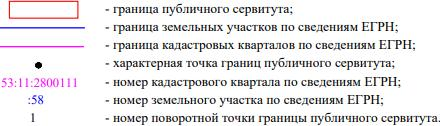 - граница публичного сервитута;
- граница земельных участков по сведениям ЕГРН;
- граница кадастровых кварталов по сведениям ЕГРН;
- характерная точка границ публичного сервитута;
53:11:2800111 - номер кадастрового квартала по сведениям ЕГРН;
:58 - номер земельного участка по сведениям ЕГРН;
1 - номер поворотной точки границы публичного сервитута.